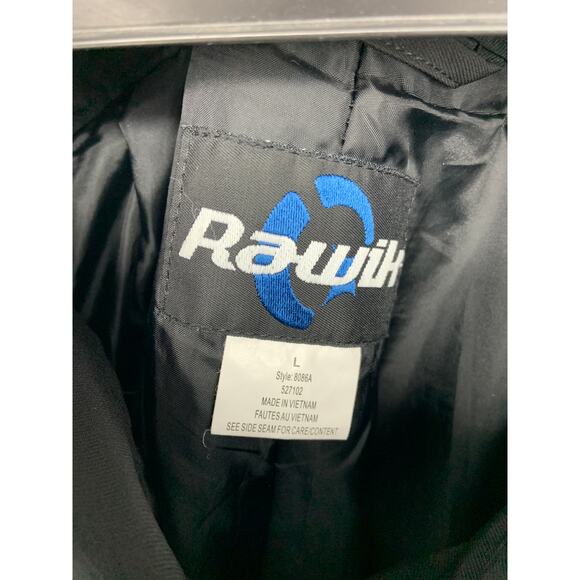 Rawik
L
Style: 8086A
527102
MADE IN VIETNAM
FAUTES AU VIETNAM
SEE SIDE SEAM FOR CARE/CONTENT